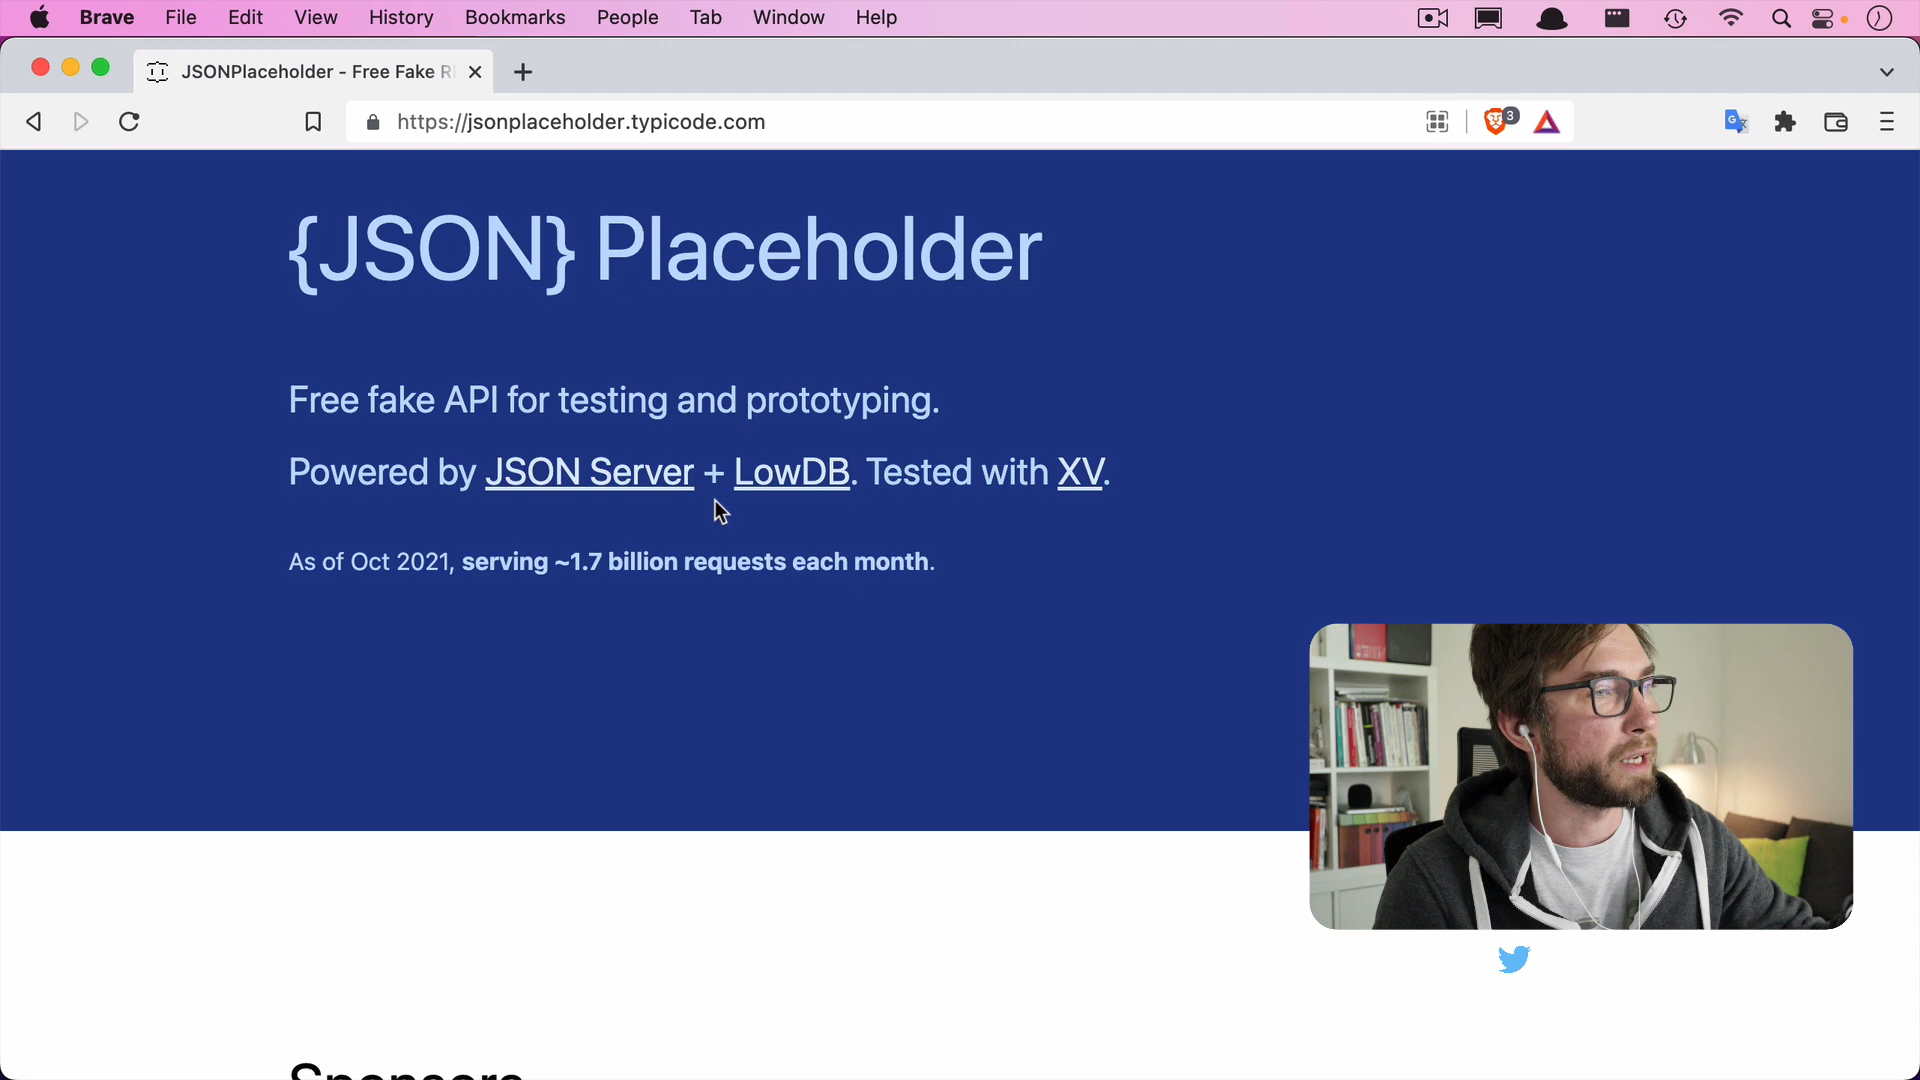 Brave File Edit View History Bookmarks People Tab Window Help
JSONPlaceholder - Free Fake R
https://jsonplaceholder.typicode.com
3
{JSON} Placeholder
Free fake API for testing and prototyping.
Powered by JSON Server + LowDB. Tested with XV.
As of Oct 2021, serving ~1.7 billion requests each month.
Sponsors